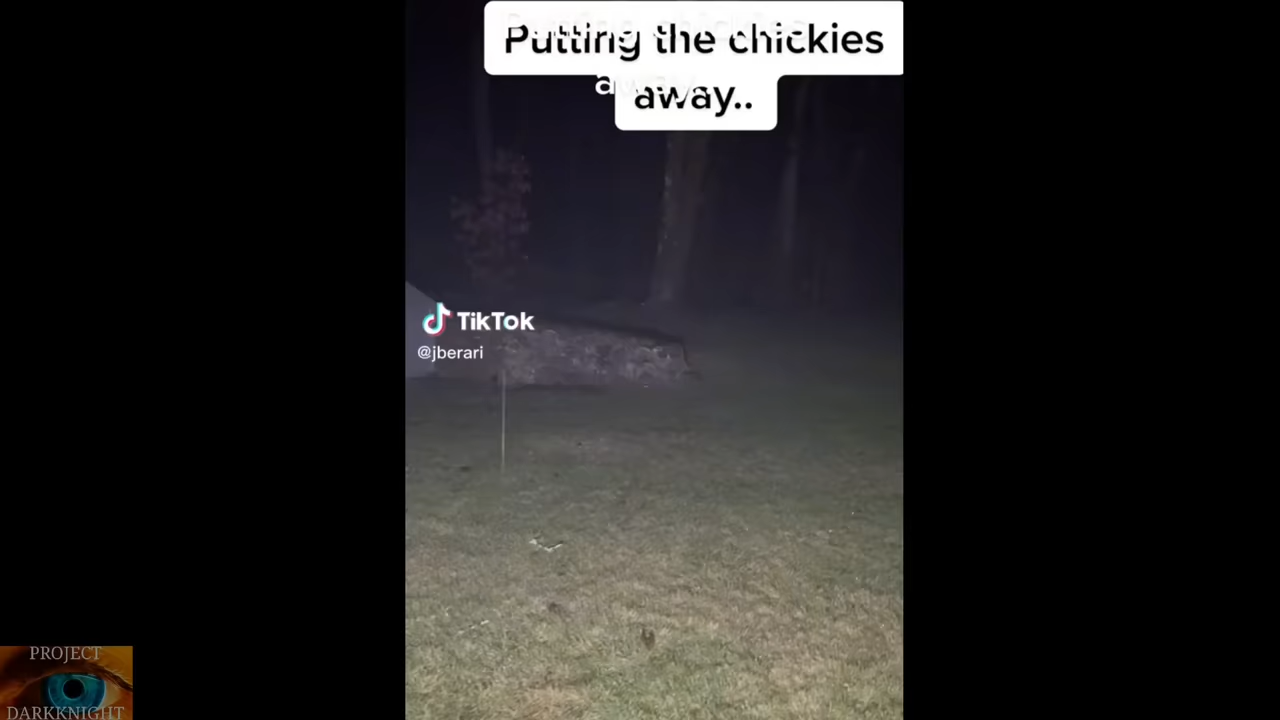 Putting the chickies
away..
TikTok
@jberari
PROJECT
DARKKNIGHT